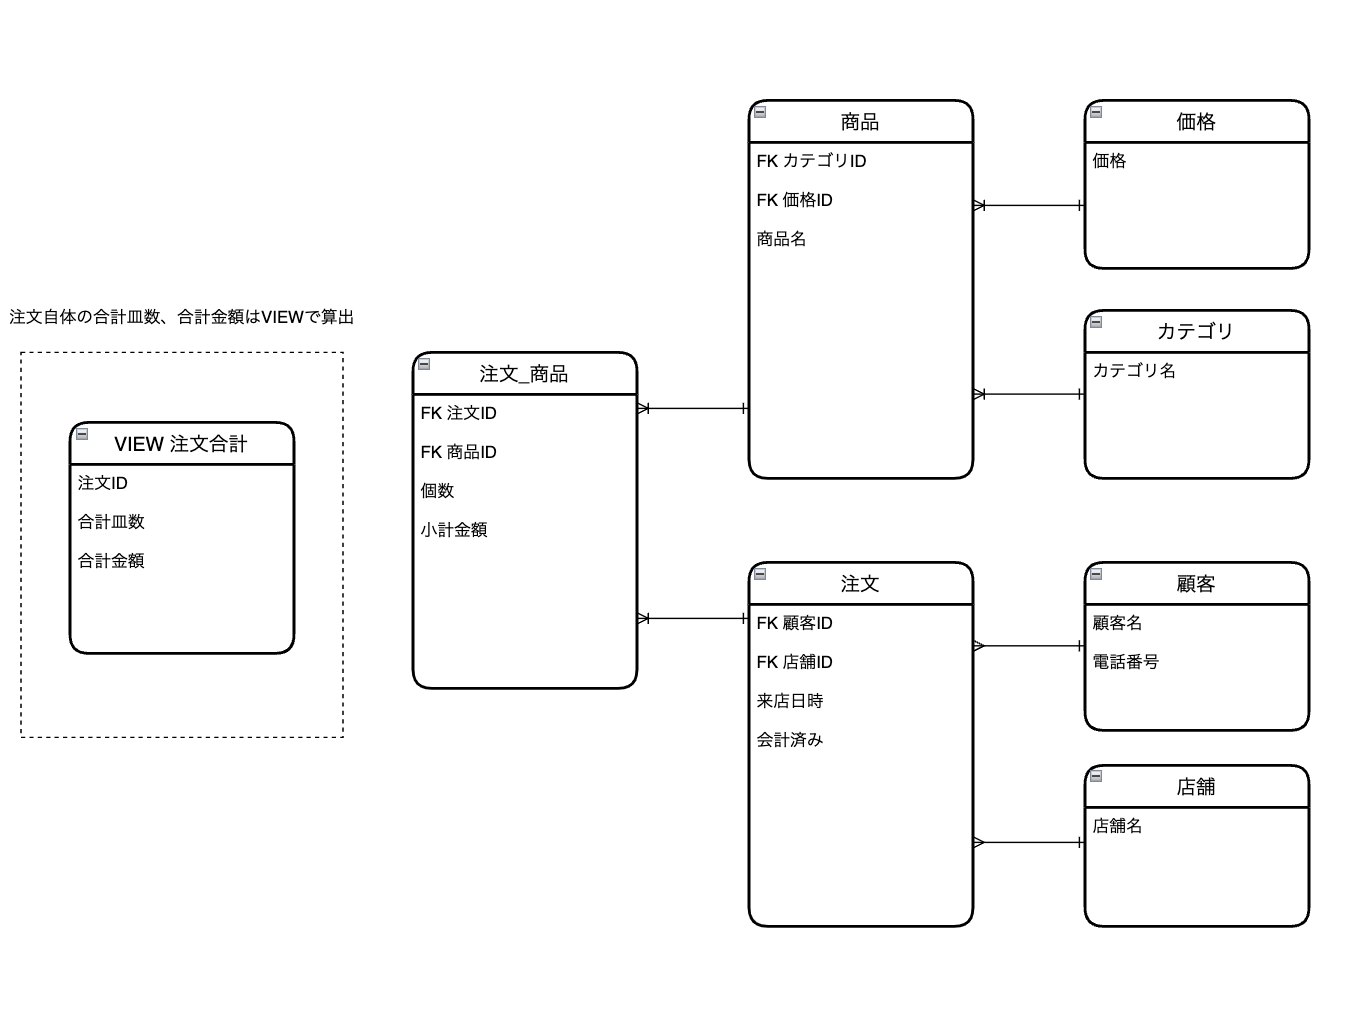 注文自体の合計皿数、合計金額はVIEWで算出
VIEW 注文合計
注文ID
合計皿数
合計金額
注文_商品
FK 注文ID
FK 商品ID
個数
小計金額
商品
FK カテゴリID
FK 価格ID
商品名
価格
価格
カテゴリ
カテゴリ名
注文
FK 顧客ID
FK 店舗ID
来店日時
会計済み
顧客
顧客名
電話番号
店舗
店舗名